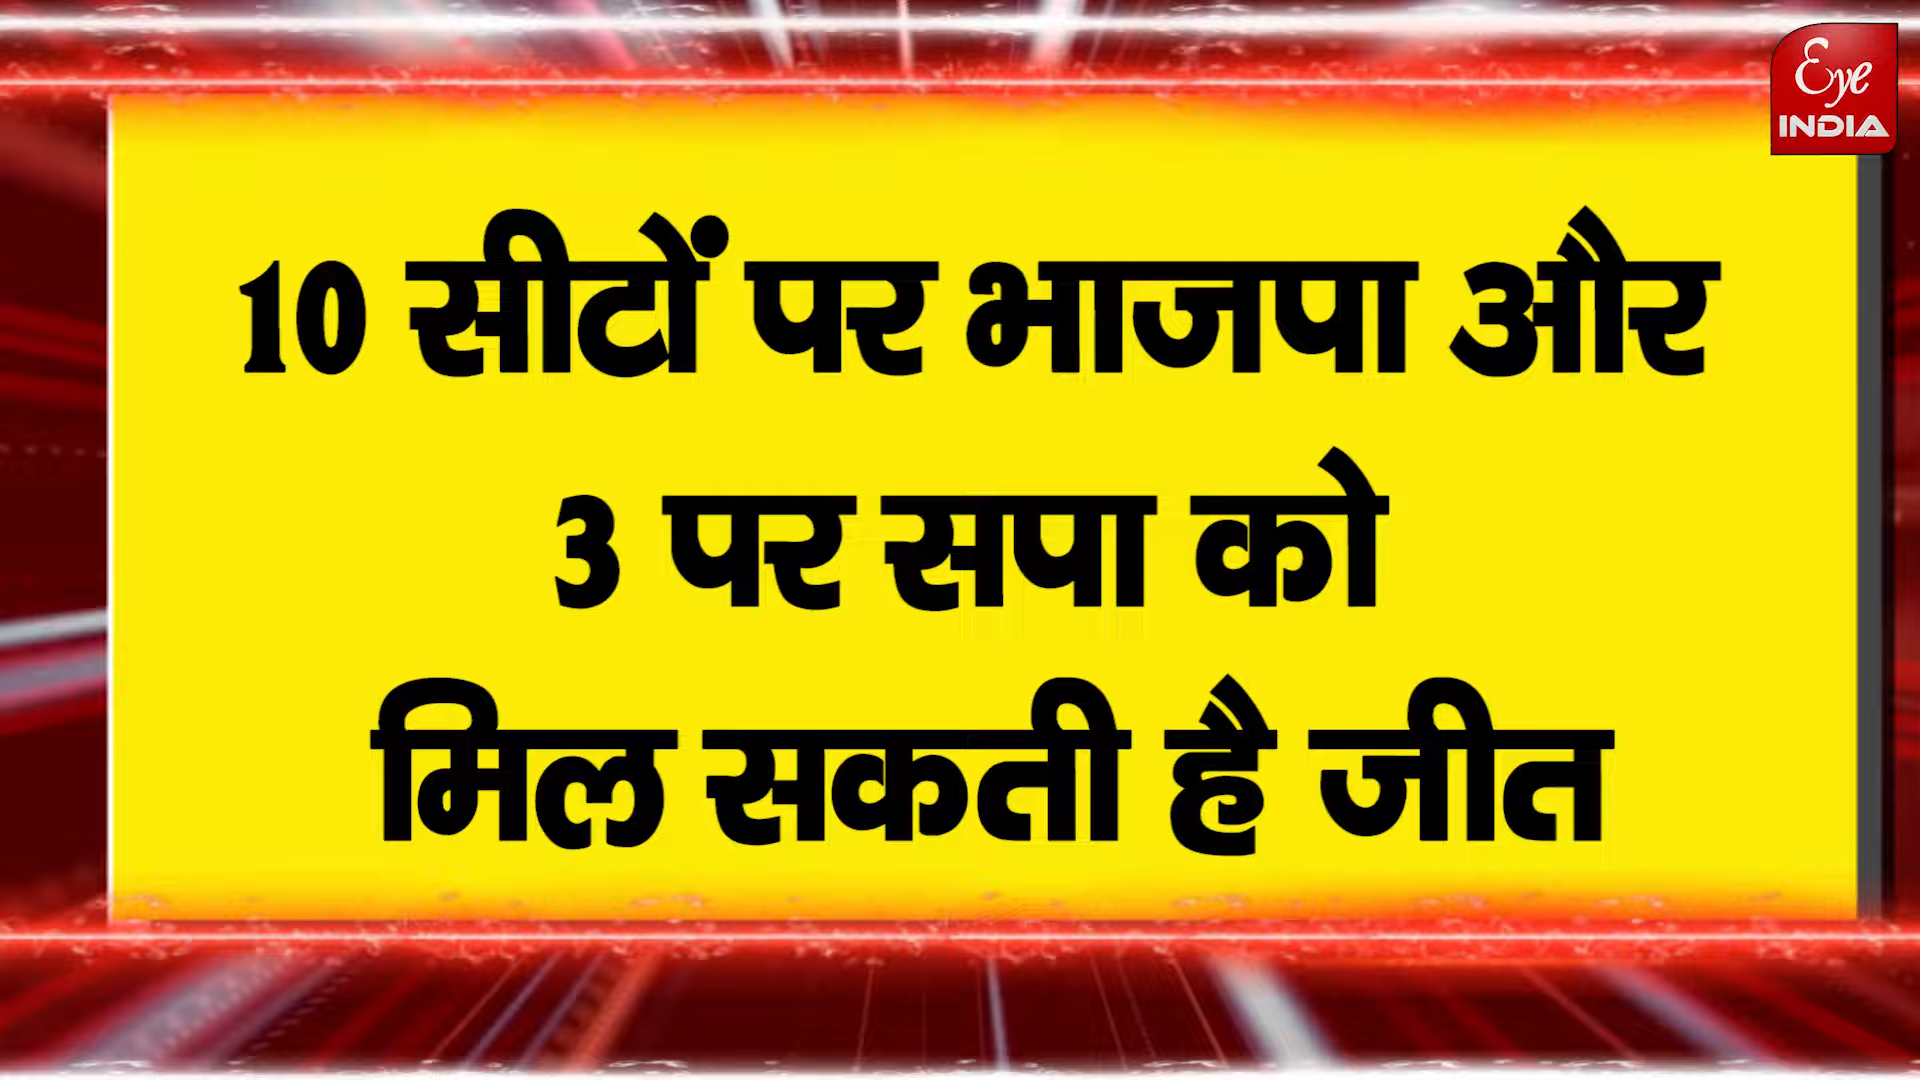 Eye
INDIA
10 सीटों पर भाजपा और
3 पर सपा को
मिल सकती है जीत